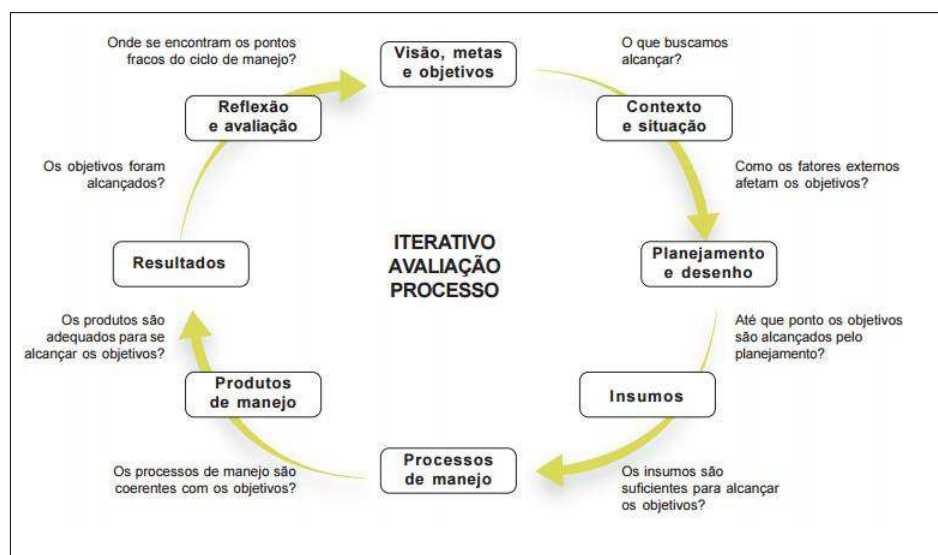 Onde se encontram os pontos
fracos do ciclo de manejo?
Visão, metas
e objetivos
O que buscamos
alcançar?
Reflexão
e avaliação
Contexto
e situação
Os objetivos foram
alcançados?
Como os fatores externos
afetam os objetivos?
ITERATIVO
AVALIAÇÃO
PROCESSO
Resultados
Planejamento
e desenho
Os produtos são
adequados para se
alcançar os objetivos?
Até que ponto os objetivos
são alcançados pelo
planejamento?
Produtos
de manejo
Insumos
Os processos de manejo são
coerentes com os objetivos?
Processos
de manejo
Os insumos são
suficientes para alcançar
os objetivos?